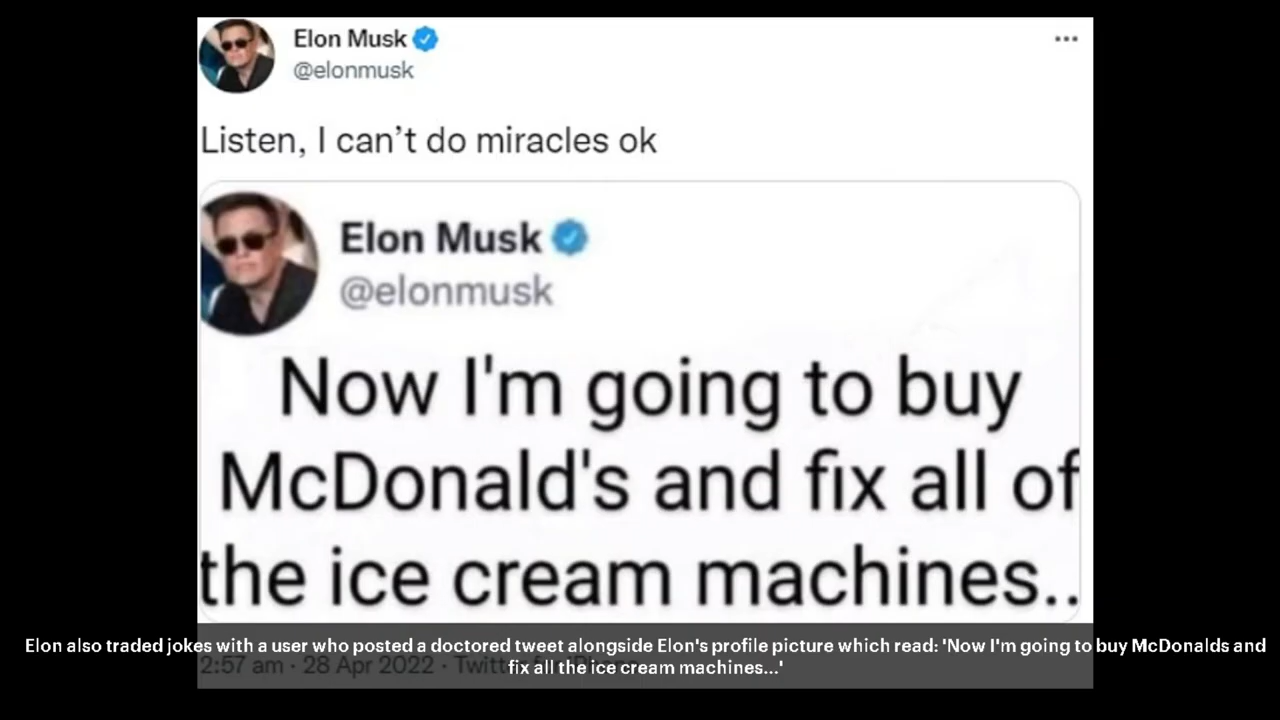 Elon Musk
@elonmusk
Listen, I can't do miracles ok
Elon Musk
@elonmusk
Now I'm going to buy
McDonald's and fix all of
the ice cream machines..
Elon also traded jokes with a user who posted a doctored tweet alongside Elon's profile picture which read: 'Now I'm going to buy McDonalds and
fix all the ice cream machines...'
2:57 am · 28 Apr 2022 · Twitter for iPhone